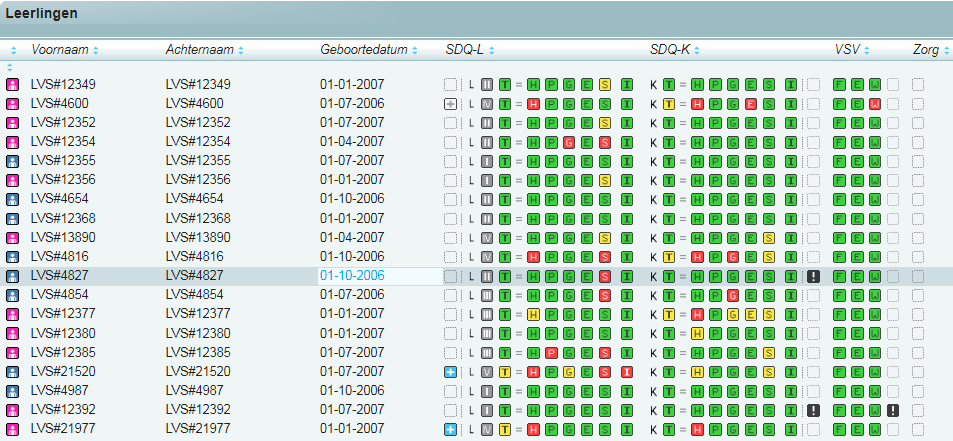 Leerlingen
Voornaam Achternaam Geboortedatum SDQ-L SDQ-K VSV Zorg
LVS#12349 LVS#12349 01-01-2007 L II T = H P G E S I K T = H P G E S I F E W
LVS#4600 LVS#4600 01-07-2006 + L IV T = H P G E S I K T = H P G E S I F E W
LVS#12352 LVS#12352 01-07-2007 L II T = H P G E S I K T = H P G E S I F E W
LVS#12354 LVS#12354 01-04-2007 L II T = H P G E S I K T = H P G E S I F E W
LVS#12355 LVS#12355 01-07-2007 L I T = H P G E S I K T = H P G E S I F E W
LVS#12356 LVS#12356 01-01-2007 L I T = H P G E S I K T = H P G E S I F E W
LVS#4654 LVS#4654 01-10-2006 L II T = H P G E S I K T = H P G E S I F E W
LVS#12368 LVS#12368 01-01-2007 L II T = H P G E S I K T = H P G E S I F E W
LVS#13890 LVS#13890 01-04-2007 L IV T = H P G E S I K T = H P G E S I F E W
LVS#4816 LVS#4816 01-10-2006 L IV T = H P G E S I K T = H P G E S I F E W
LVS#4827 LVS#4827 01-10-2006 L II T = H P G E S I K T = H P G E S I ! F E W
LVS#4854 LVS#4854 01-07-2006 L III T = H P G E S I K T = H P G E S I F E W
LVS#12377 LVS#12377 01-01-2007 L III T = H P G E S I K T = H P G E S I F E W
LVS#12380 LVS#12380 01-01-2007 L III T = H P G E S I K T = H P G E S I F E W
LVS#12385 LVS#12385 01-07-2007 L III T = H P G E S I K T = H P G E S I F E W
LVS#21520 LVS#21520 01-07-2007 + L V T = H P G E S I K T = H P G E S I F E W
LVS#4987 LVS#4987 01-10-2006 L I T = H P G E S I K T = H P G E S I F E W
LVS#12392 LVS#12392 01-07-2007 L I T = H P G E S I K T = H P G E S I ! F E W !
LVS#21977 LVS#21977 01-01-2007 + L IV T = H P G E S I K T = H P G E S I F E W